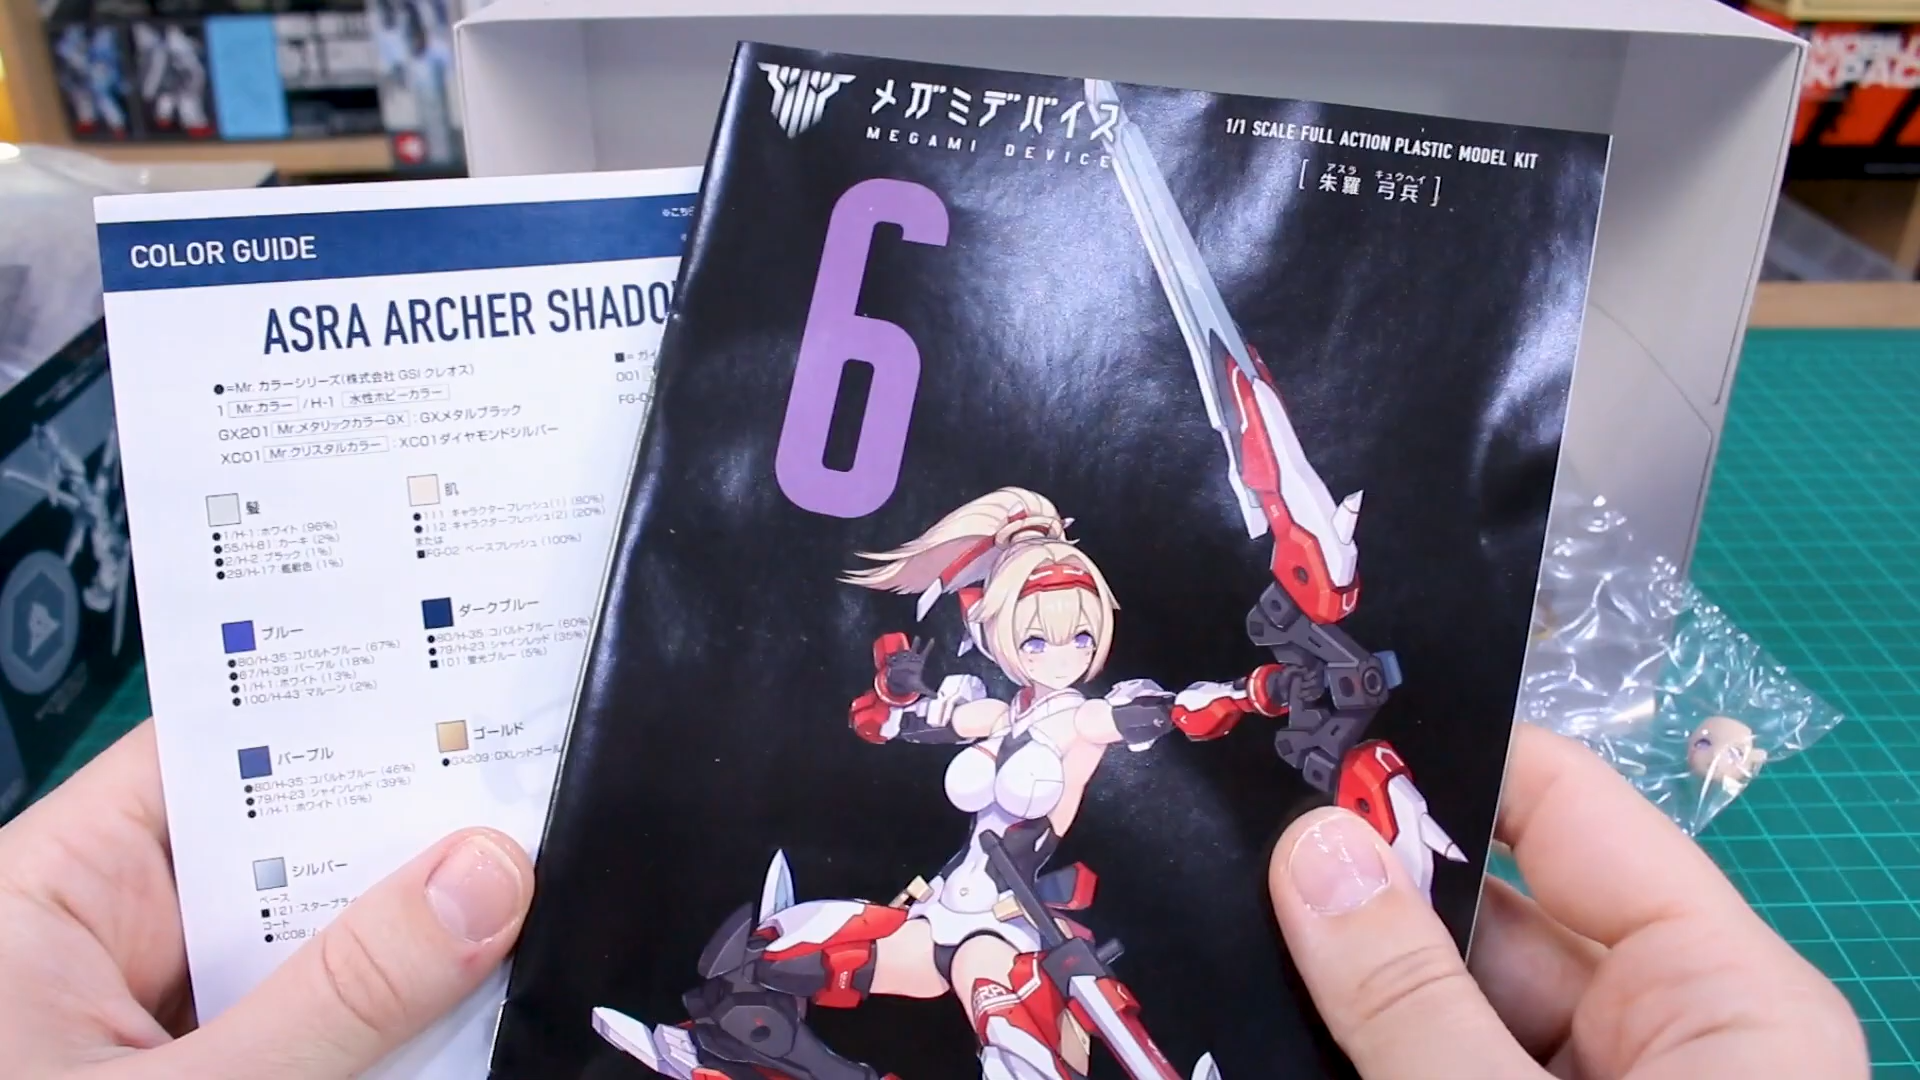 COLOR GUIDE
※こちら
ASRA ARCHER SHADO
●=Mr. カラーシリーズ(株式会社 GSI クレオス)
1 Mr.カラー / H-1 水性ホビーカラー
GX201 Mr.メタリックカラーGX : GXメタルブラック
XC01 Mr.クリスタルカラー : XC01ダイヤモンドシルバー
■= ガイ
001
髪
●1/H-1:ホワイト (96%)
●55/H-81:カーキ (2%)
●2/H-2:ブラック (1%)
●29/H-17:艦底色 (1%)
肌
●111:キャラクターフレッシュ(1) (80%)
●112:キャラクターフレッシュ(2) (20%)
または
■FG-02:ベースフレッシュ (100%)
ブルー
●80/H-35:コバルトブルー (67%)
●67/H-39:パープル (18%)
●1/H-1:ホワイト (13%)
●100/H-43:マルーン (2%)
ダークブルー
●80/H-35:コバルトブルー (60%)
●79/H-23:シャインレッド (35%)
■101:蛍光ブルー (5%)
パープル
●80/H-35:コバルトブルー (46%)
●79/H-23:シャインレッド (39%)
●1/H-1:ホワイト (15%)
ゴールド
●GX209:GXレッドゴール
シルバー
ベース
■121:スターブライ
コート
●XC08:
メガミデバイス
MEGAMI DEVICE
1/1 SCALE FULL ACTION PLASTIC MODEL KIT
アスラ キュウヘイ
[ 朱羅 弓兵 ]
6